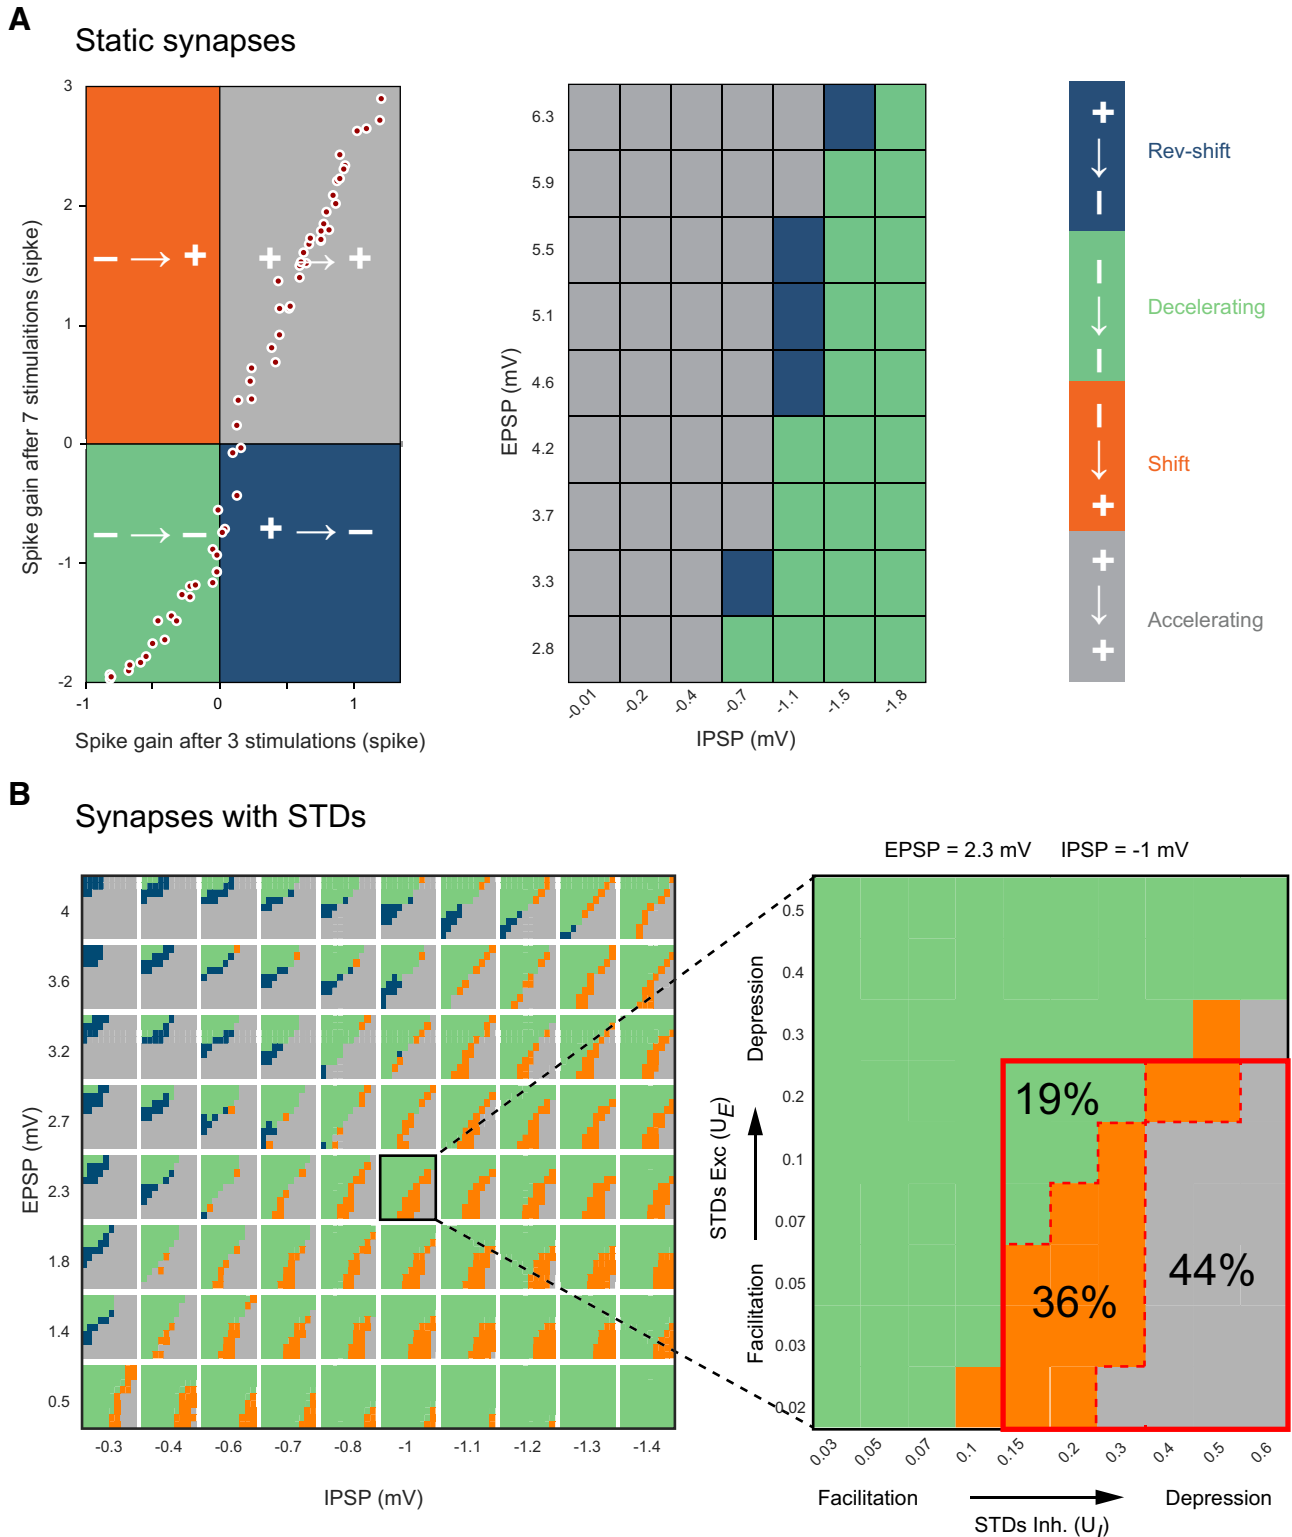 A
Static synapses
3
2
1
0
-1
-2
-1
0
1
Spike gain after 7 stimulaitions (sipke)
Spike gain after 3 stimulations (spike)
− → +
+ → +
− → −
+ → −
6.3
5.9
5.5
5.1
4.6
4.2
3.7
3.3
2.8
EPSP (mV)
-0.01
-0.2
-0.4
-0.7
-1.1
-1.5
-1.8
IPSP (mV)
Rev-shift
Decelerating
Shift
Accelerating
B
Synapses with STDs
4
3.6
3.2
2.7
2.3
1.8
1.4
0.5
EPSP (mV)
-0.3
-0.4
-0.6
-0.7
-0.8
-1
-1.1
-1.2
-1.3
-1.4
IPSP (mV)
EPSP = 2.3 mV IPSP = -1 mV
0.5
0.4
0.3
0.2
0.1
0.07
0.05
0.03
0.02
Depression
Facilitation
STDs Exc (UE)
19%
36%
44%
0.03
0.05
0.07
0.1
0.15
0.2
0.3
0.4
0.5
0.6
Facilitation
Depression
STDs Inh. (UI)